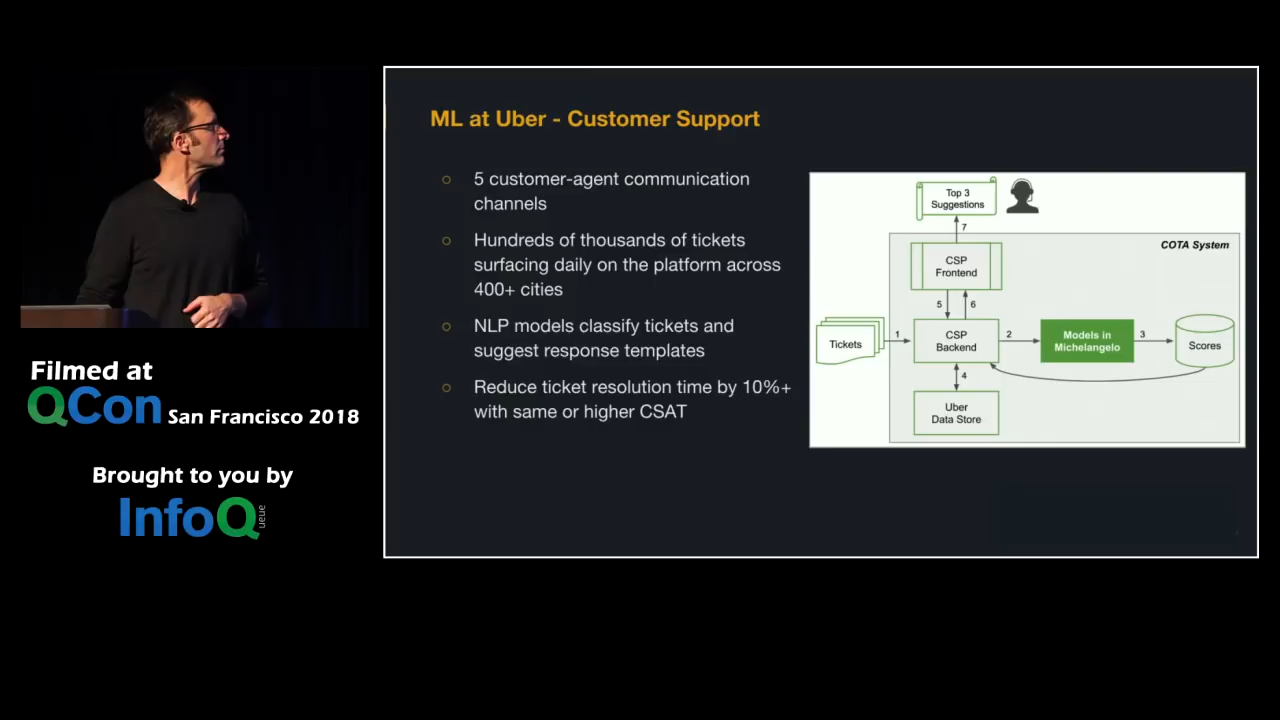 ML at Uber - Customer Support
5 customer-agent communication
channels
Hundreds of thousands of tickets
surfacing daily on the platform across
400+ cities
NLP models classify tickets and
suggest response templates
Reduce ticket resolution time by 10%+
with same or higher CSAT
Top 3
Suggestions
7
COTA System
CSP
Frontend
5
6
Tickets
1
CSP
Backend
2
Models in
Michelangelo
3
Scores
4
Uber
Data Store
Filmed at
QCon San Francisco 2018
Brought to you by
InfoQueue